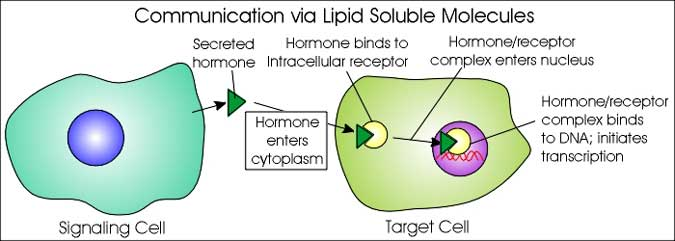 Communication via Lipid Soluble Molecules
Secreted
hormone
Hormone binds to
Intracellular receptor
Hormone/receptor
complex enters nucleus
Hormone
enters
cytoplasm
Hormone/receptor
complex binds
to DNA; initiates
transcription
Signaling Cell
Target Cell